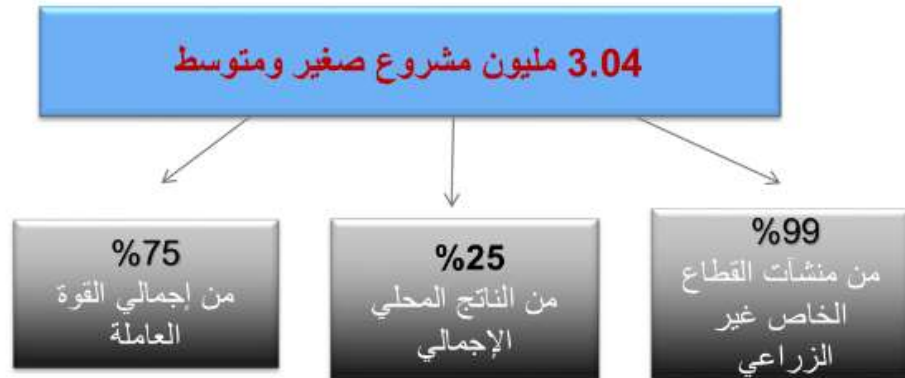 3.04 مليون مشروع صغير ومتوسط
%99
من منشآت القطاع
الخاص غير
الزراعي
%25
من الناتج المحلي
الإجمالي
%75
من إجمالي القوة
العاملة